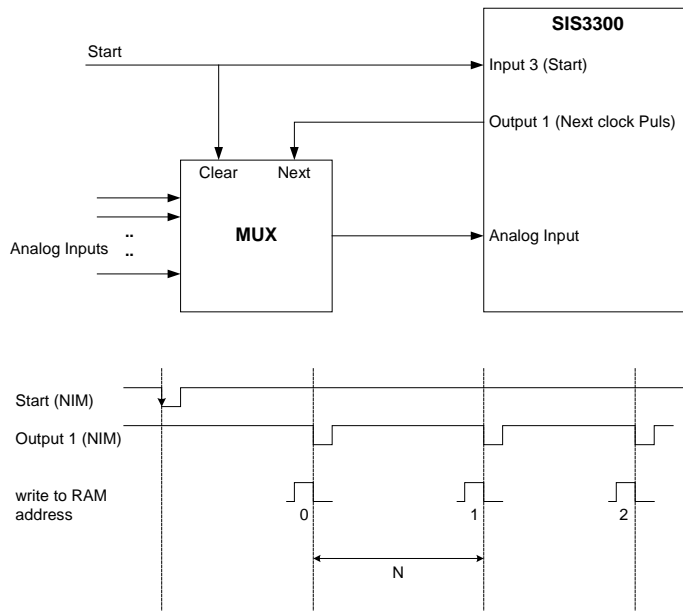 SIS3300
Start
Input 3 (Start)
Output 1 (Next clock Puls)
Clear
Next
MUX
Analog Inputs
..
..
Analog Input
Start (NIM)
Output 1 (NIM)
write to RAM
address
0
1
2
N